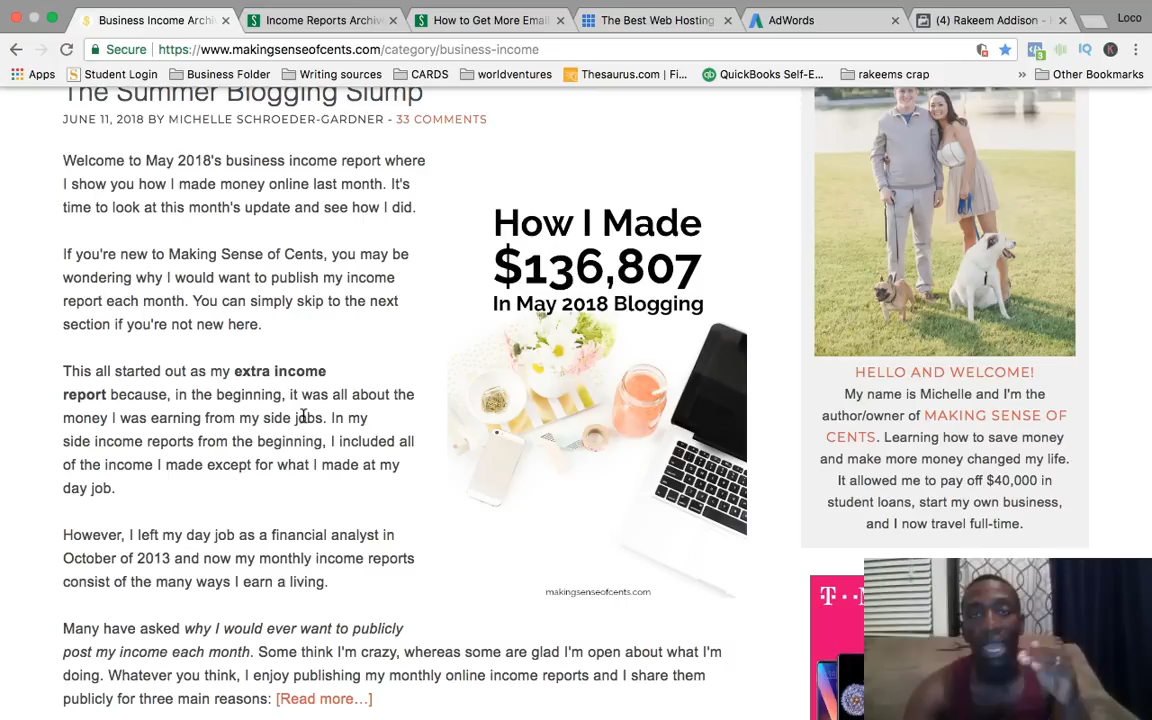 Business Income Archi
Income Reports Archive
How to Get More Email
The Best Web Hosting
AdWords
(4) Rakeem Addison -
Loco
Secure
https://www.makingsenseofcents.com/category/business-income
Apps
Student Login
Business Folder
Writing sources
CARDS
worldventures
Thesaurus.com | Fi...
QuickBooks Self-E...
rakeems crap
Other Bookmarks
The Summer Blogging Slump
JUNE 11, 2018 BY MICHELLE SCHROEDER-GARDNER - 33 COMMENTS
Welcome to May 2018's business income report where
I show you how I made money online last month. It's
time to look at this month's update and see how I did.
If you're new to Making Sense of Cents, you may be
wondering why I would want to publish my income
report each month. You can simply skip to the next
section if you're not new here.
This all started out as my extra income
report because, in the beginning, it was all about the
money I was earning from my side jobs. In my
side income reports from the beginning, I included all
of the income I made except for what I made at my
day job.
However, I left my day job as a financial analyst in
October of 2013 and now my monthly income reports
consist of the many ways I earn a living.
Many have asked why I would ever want to publicly
post my income each month. Some think I'm crazy, whereas some are glad I'm open about what I'm
doing. Whatever you think, I enjoy publishing my monthly online income reports and I share them
publicly for three main reasons: [Read more...]
How I Made
$136,807
In May 2018 Blogging
makingsenseofcents.com
HELLO AND WELCOME!
My name is Michelle and I'm the
author/owner of MAKING SENSE OF
CENTS. Learning how to save money
and make more money changed my life.
It allowed me to pay off $40,000 in
student loans, start my own business,
and I now travel full-time.